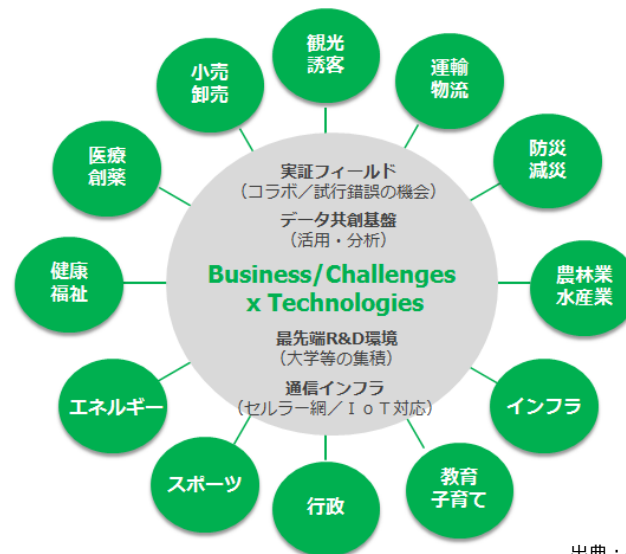 観光
誘客
運輸
物流
防災
減災
農林業
水産業
インフラ
教育
子育て
行政
スポーツ
エネルギー
健康
福祉
医療
創薬
小売
卸売
実証フィールド
（コラボ／試行錯誤の機会）
データ共創基盤
（活用・分析）
Business/Challenges
x Technologies
最先端R&D環境
（大学等の集積）
通信インフラ
（セルラー網／ＩｏＴ対応）
出典：